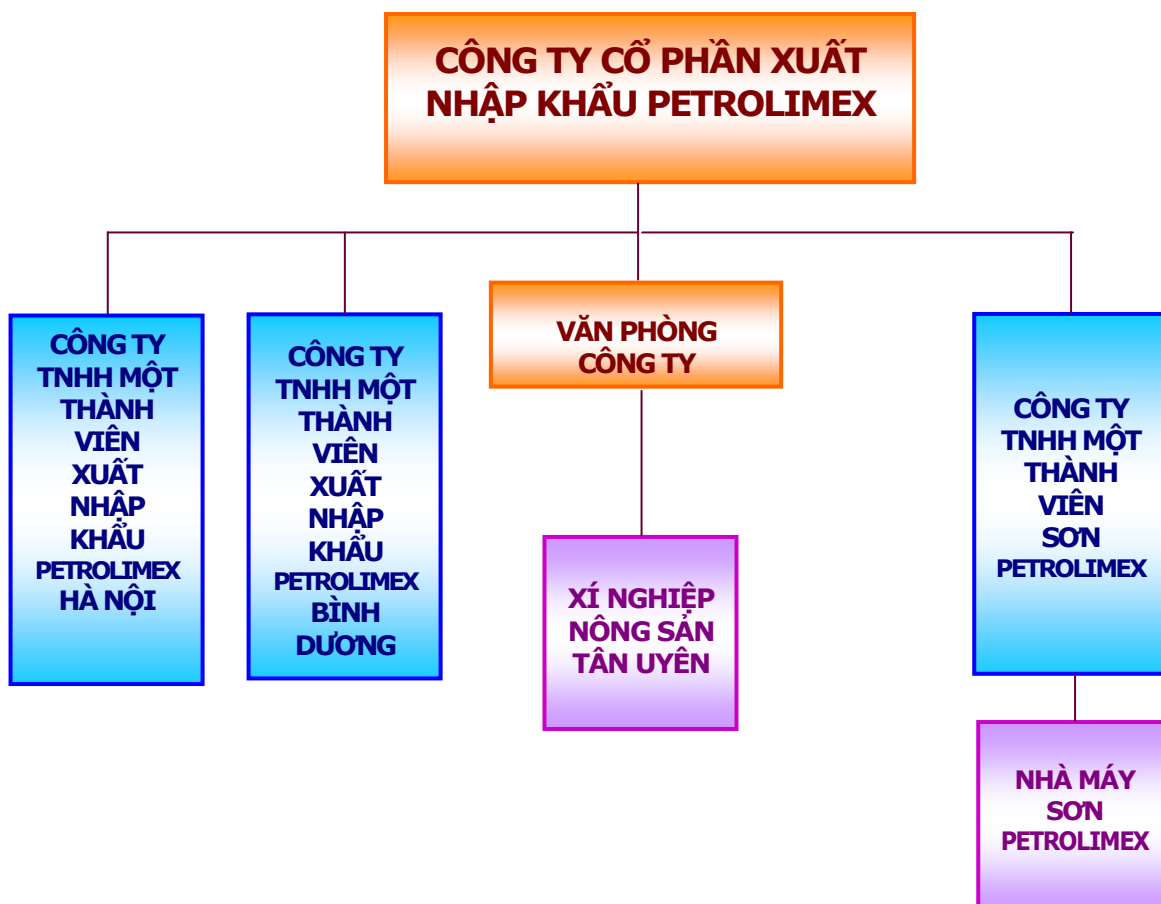 CÔNG TY CỔ PHẦN XUẤT
NHẬP KHẨU PETROLIMEX
CÔNG TY
TNHH MỘT
THÀNH
VIÊN
XUẤT
NHẬP
KHẨU
PETROLIMEX
HÀ NỘI
CÔNG TY
TNHH MỘT
THÀNH
VIÊN
XUẤT
NHẬP
KHẨU
PETROLIMEX
BÌNH
DƯƠNG
VĂN PHÒNG
CÔNG TY
XÍ NGHIỆP
NÔNG SẢN
TÂN UYÊN
CÔNG TY
TNHH MỘT
THÀNH
VIÊN
SƠN
PETROLIMEX
NHÀ MÁY
SƠN
PETROLIMEX